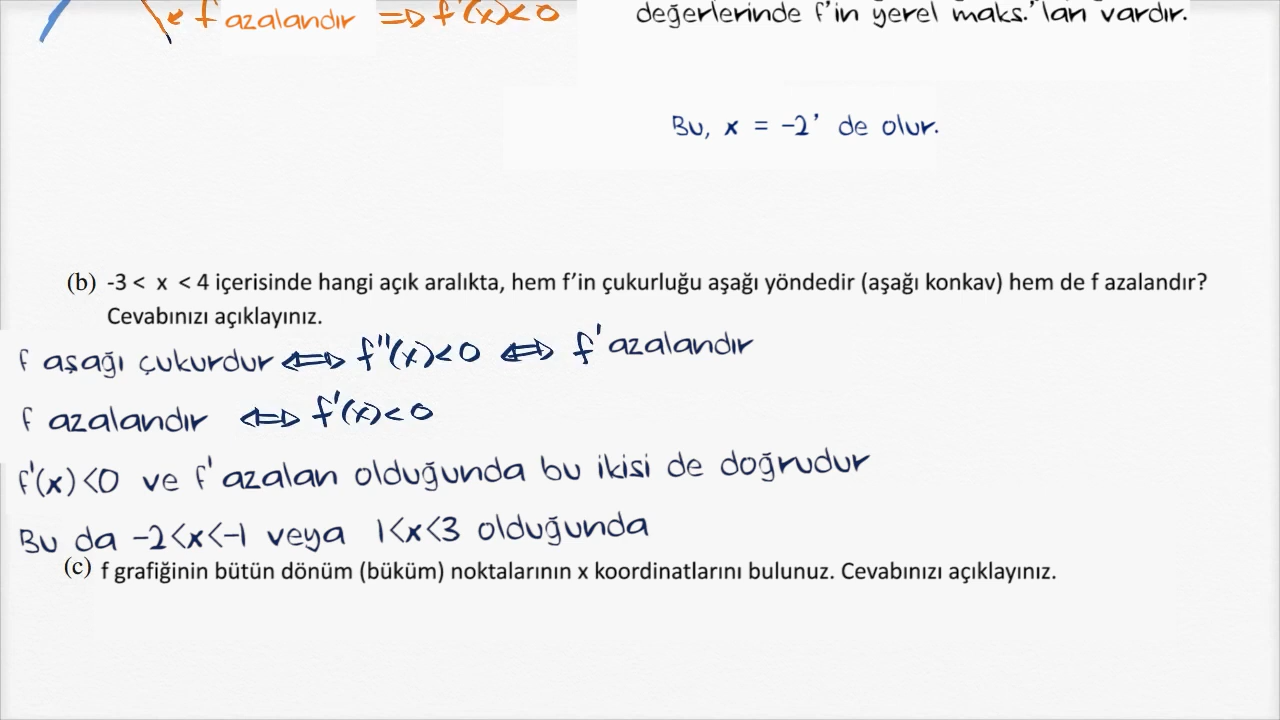 f azalandır ⇒ f'(x)<0
değerlerinde f'in yerel maks.'ları vardır.
Bu, x = -2' de olur.
(b) -3 < x < 4 içerisinde hangi açık aralıkta, hem f'in çukurluğu aşağı yöndedir (aşağı konkav) hem de f azalandır?
Cevabınızı açıklayınız.
f aşağı çukurdur ⇔ f''(x)<0 ⇔ f' azalandır
f azalandır ⇔ f'(x)<0
f'(x)<0 ve f' azalan olduğunda bu ikisi de doğrudur
Bu da -2<x<-1 veya 1<x<3 olduğunda
(c) f grafiğinin bütün dönüm (büküm) noktalarının x koordinatlarını bulunuz. Cevabınızı açıklayınız.